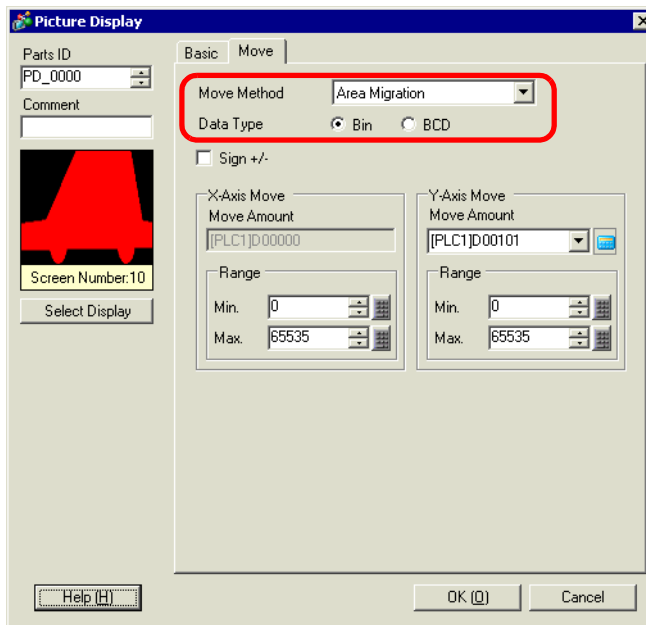 Picture Display
Parts ID
PD_0000
Comment
Screen Number:10
Select Display
Basic
Move
Move Method
Area Migration
Data Type
Bin
BCD
Sign +/-
X-Axis Move
Move Amount
[PLC1]D00000
Range
Min.
0
Max.
65535
Y-Axis Move
Move Amount
[PLC1]D00101
Range
Min.
0
Max.
65535
Help (H)
OK (O)
Cancel